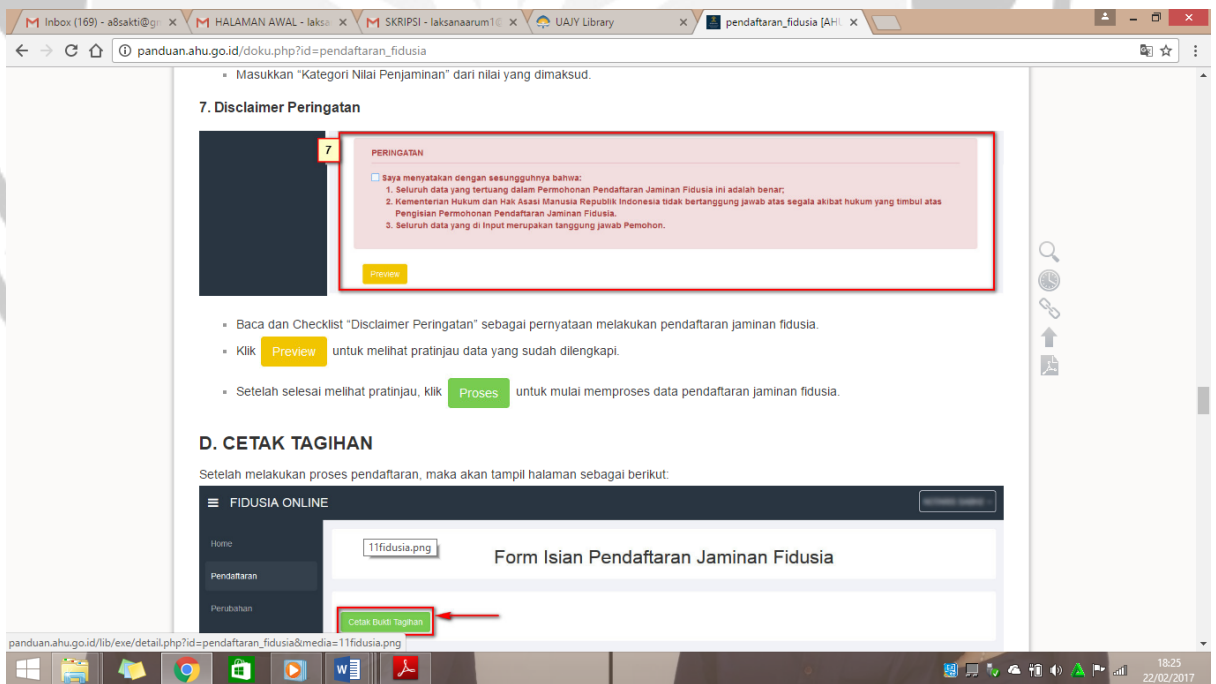 Inbox (169) - a8sakti@gr
HALAMAN AWAL - laksa
SKRIPSI - laksanaarum1
UAJY Library
pendaftaran_fidusia [AHU
panduan.ahu.go.id/doku.php?id=pendaftaran_fidusia
Masukkan “Kategori Nilai Penjaminan” dari nilai yang dimaksud.
7. Disclaimer Peringatan
7
PERINGATAN
Saya menyatakan dengan sesungguhnya bahwa:
1. Seluruh data yang tertuang dalam Permohonan Pendaftaran Jaminan Fidusia ini adalah benar;
2. Kementerian Hukum dan Hak Asasi Manusia Republik Indonesia tidak bertanggung jawab atas segala akibat hukum yang timbul atas
Pengisian Permohonan Pendaftaran Jaminan Fidusia.
3. Seluruh data yang di Input merupakan tanggung jawab Pemohon.
Preview
Baca dan Checklist “Disclaimer Peringatan” sebagai pernyataan melakukan pendaftaran jaminan fidusia.
Klik Preview untuk melihat pratinjau data yang sudah dilengkapi.
Setelah selesai melihat pratinjau, klik Proses untuk mulai memproses data pendaftaran jaminan fidusia.
D. CETAK TAGIHAN
Setelah melakukan proses pendaftaran, maka akan tampil halaman sebagai berikut:
FIDUSIA ONLINE
Home
11fidusia.png
Form Isian Pendaftaran Jaminan Fidusia
Pendaftaran
Perubahan
Cetak Bukti Tagihan
panduan.ahu.go.id/lib/exe/detail.php?id=pendaftaran_fidusia&media=11fidusia.png
18:25
22/02/2017